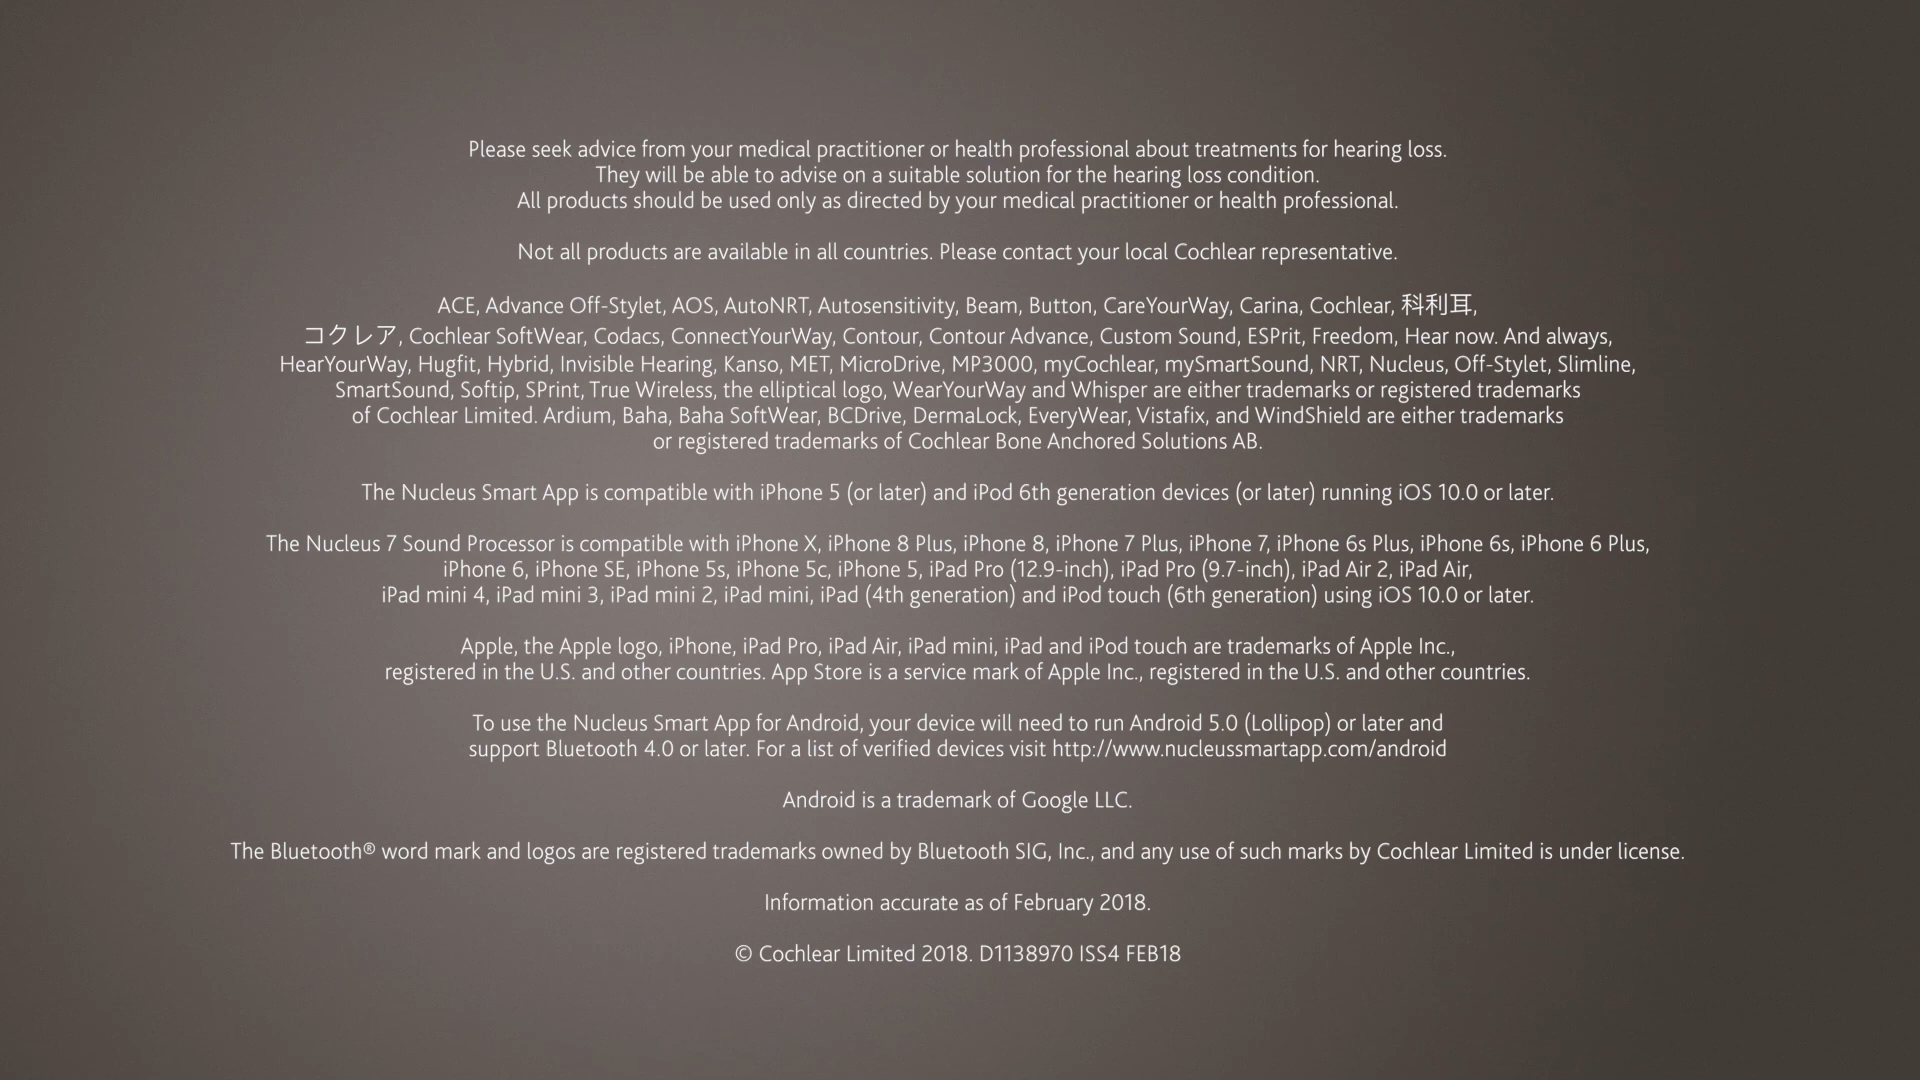 Please seek advice from your medical practitioner or health professional about treatments for hearing loss.
They will be able to advise on a suitable solution for the hearing loss condition.
All products should be used only as directed by your medical practitioner or health professional.
Not all products are available in all countries. Please contact your local Cochlear representative.
ACE, Advance Off-Stylet, AOS, AutoNRT, Autosensitivity, Beam, Button, CareYourWay, Carina, Cochlear, 科利耳,
コクレア, Cochlear SoftWear, Codacs, ConnectYourWay, Contour, Contour Advance, Custom Sound, ESPrit, Freedom, Hear now. And always,
HearYourWay, Hugfit, Hybrid, Invisible Hearing, Kanso, MET, MicroDrive, MP3000, myCochlear, mySmartSound, NRT, Nucleus, Off-Stylet, Slimline,
SmartSound, Softip, SPrint, True Wireless, the elliptical logo, WearYourWay and Whisper are either trademarks or registered trademarks
of Cochlear Limited. Ardium, Baha, Baha SoftWear, BCDrive, DermaLock, EveryWear, Vistafix, and WindShield are either trademarks
or registered trademarks of Cochlear Bone Anchored Solutions AB.
The Nucleus Smart App is compatible with iPhone 5 (or later) and iPod 6th generation devices (or later) running iOS 10.0 or later.
The Nucleus 7 Sound Processor is compatible with iPhone X, iPhone 8 Plus, iPhone 8, iPhone 7 Plus, iPhone 7, iPhone 6s Plus, iPhone 6s, iPhone 6 Plus,
iPhone 6, iPhone SE, iPhone 5s, iPhone 5c, iPhone 5, iPad Pro (12.9-inch), iPad Pro (9.7-inch), iPad Air 2, iPad Air,
iPad mini 4, iPad mini 3, iPad mini 2, iPad mini, iPad (4th generation) and iPod touch (6th generation) using iOS 10.0 or later.
Apple, the Apple logo, iPhone, iPad Pro, iPad Air, iPad mini, iPad and iPod touch are trademarks of Apple Inc.,
registered in the U.S. and other countries. App Store is a service mark of Apple Inc., registered in the U.S. and other countries.
To use the Nucleus Smart App for Android, your device will need to run Android 5.0 (Lollipop) or later and
support Bluetooth 4.0 or later. For a list of verified devices visit http://www.nucleussmartapp.com/android
Android is a trademark of Google LLC.
The Bluetooth® word mark and logos are registered trademarks owned by Bluetooth SIG, Inc., and any use of such marks by Cochlear Limited is under license.
Information accurate as of February 2018.
© Cochlear Limited 2018. D1138970 ISS4 FEB18